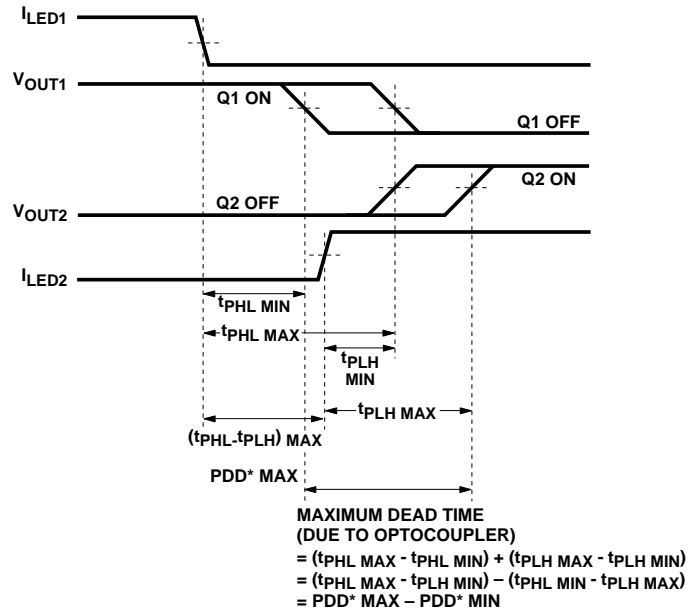 ILED1
VOUT1
Q1 ON
Q1 OFF
Q2 ON
Q2 OFF
VOUT2
ILED2
tPHL MIN
tPHL MAX
tPLH
MIN
tPLH MAX
(tPHL-tPLH) MAX
PDD* MAX
MAXIMUM DEAD TIME
(DUE TO OPTOCOUPLER)
= (tPHL MAX - tPHL MIN) + (tPLH MAX - tPLH MIN)
= (tPHL MAX - tPLH MIN) – (tPHL MIN - tPLH MAX)
= PDD* MAX – PDD* MIN